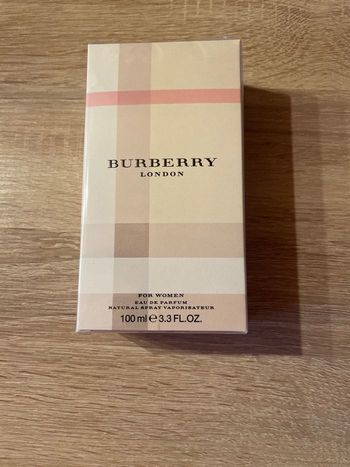 BURBERRY
LONDON
FOR WOMEN
EAU DE PARFUM
NATURAL SPRAY VAPORISATEUR
100 ml ℮ 3.3 FL.OZ.